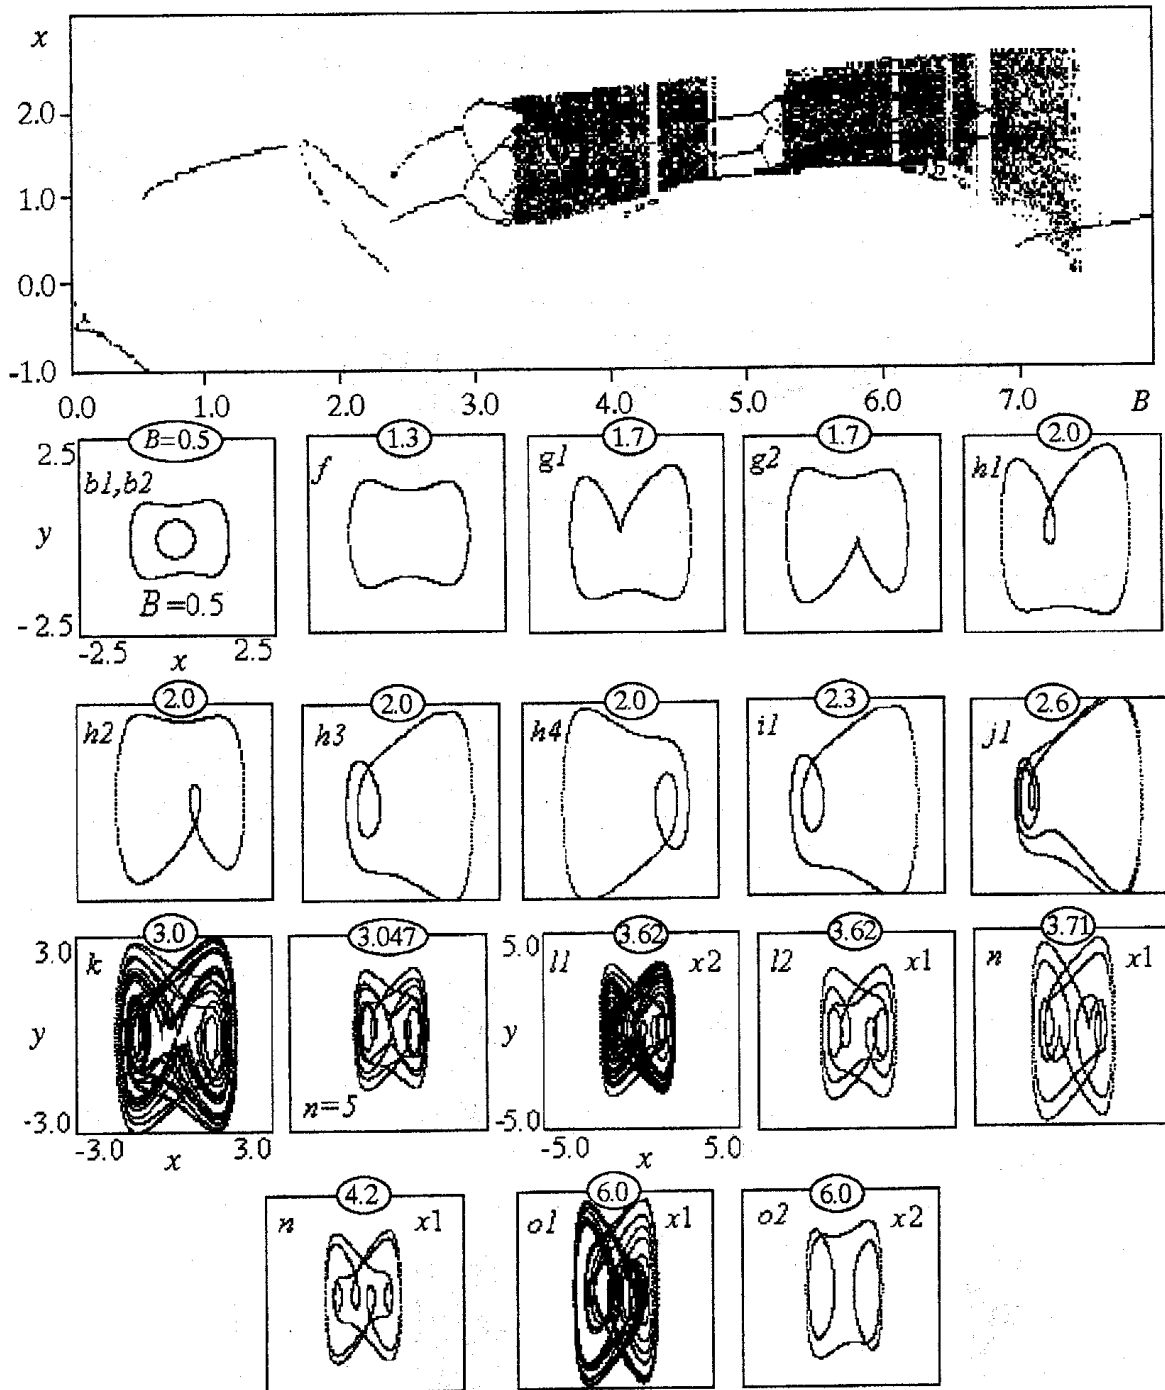 x
2.0
1.0
0.0
-1.0
0.0 1.0 2.0 3.0 4.0 5.0 6.0 7.0 B
B=0.5 1.3 1.7 1.7 2.0
2.5
b1,b2 f g1 g2 h1
y
B=0.5
-2.5
-2.5 x 2.5
2.0 2.0 2.0 2.3 2.6
h2 h3 h4 i1 j1
3.0 3.047 3.62 3.62 3.71
3.0 k 5.0 l1 x2 l2 x1 n x1
y y
n=5
-3.0 -5.0
-3.0 x 3.0 -5.0 x 5.0
4.2 6.0 6.0
n x1 o1 x1 o2 x2